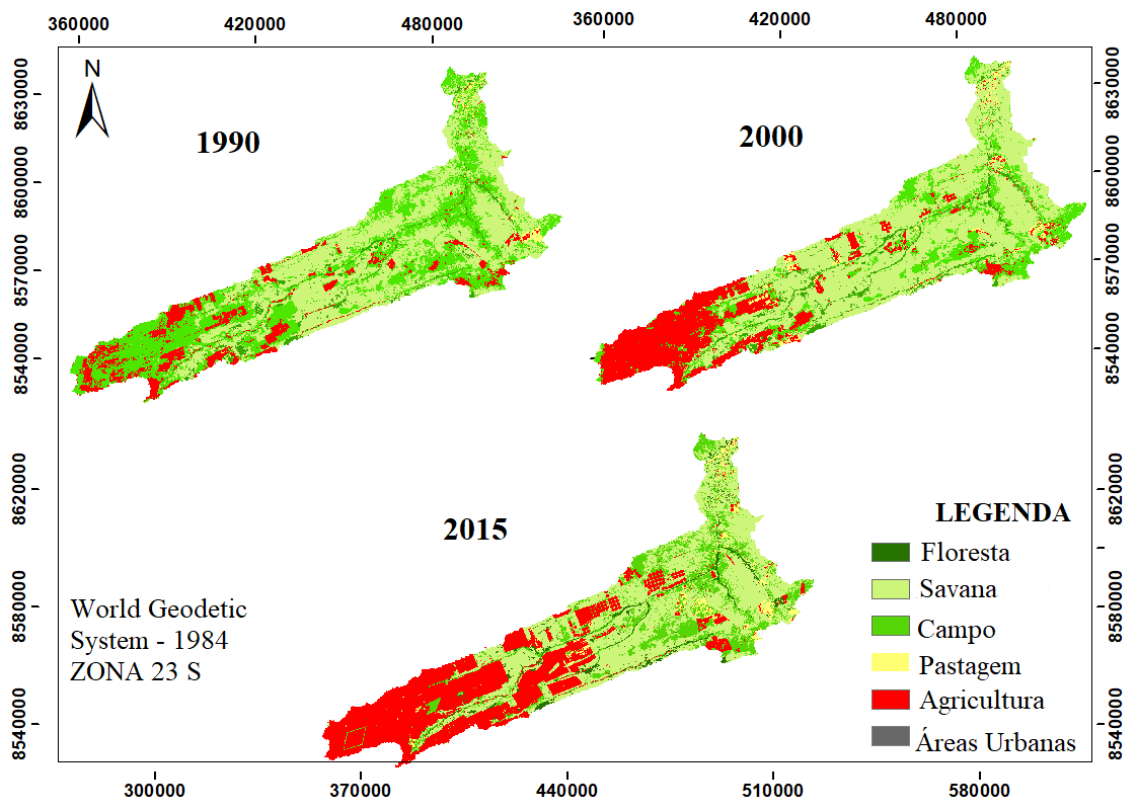 360000 420000 480000 360000 420000 480000
N
1990
2000
8630000
8600000
8570000
8540000
8630000
8600000
8570000
8540000
2015
8620000
8580000
8540000
8620000
8580000
8540000
World Geodetic
System - 1984
ZONA 23 S
LEGENDA
Floresta
Savana
Campo
Pastagem
Agricultura
Áreas Urbanas
300000 370000 440000 510000 580000